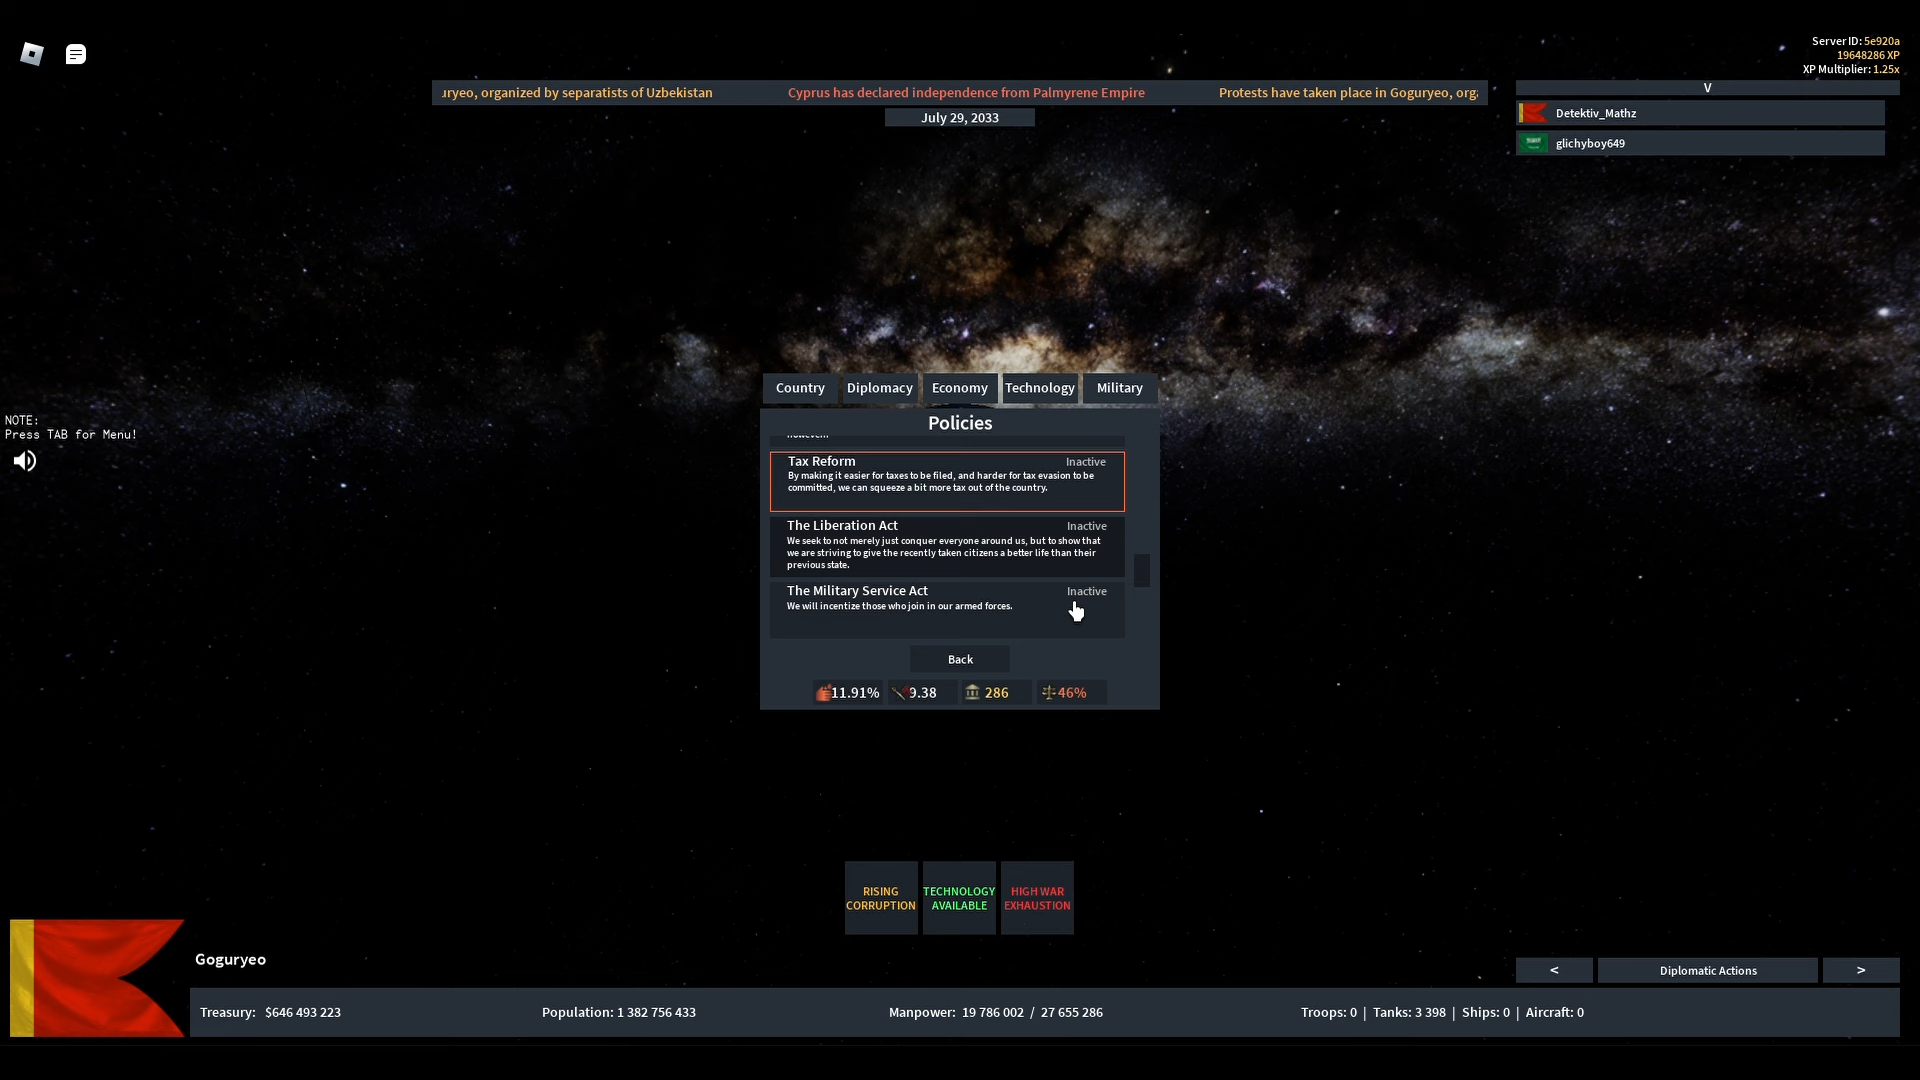 Server ID: 5e920a
19648286 XP
XP Multiplier: 1.25x
uryeo, organized by separatists of Uzbekistan Cyprus has declared independence from Palmyrene Empire Protests have taken place in Goguryeo, orga
July 29, 2033
V
Detektiv_Mathz
glichyboy649
Country Diplomacy Economy Technology Military
NOTE:
Press TAB for Menu!
Policies
however.
Tax Reform Inactive
By making it easier for taxes to be filed, and harder for tax evasion to be
committed, we can squeeze a bit more tax out of the country.
The Liberation Act Inactive
We seek to not merely just conquer everyone around us, but to show that
we are striving to give the recently taken citizens a better life than their
previous state.
The Military Service Act Inactive
We will incentize those who join in our armed forces.
Back
11.91% 9.38 286 46%
RISING
CORRUPTION
TECHNOLOGY
AVAILABLE
HIGH WAR
EXHAUSTION
Goguryeo
< Diplomatic Actions >
Treasury: $646 493 223 Population: 1 382 756 433 Manpower: 19 786 002 / 27 655 286 Troops: 0 | Tanks: 3 398 | Ships: 0 | Aircraft: 0